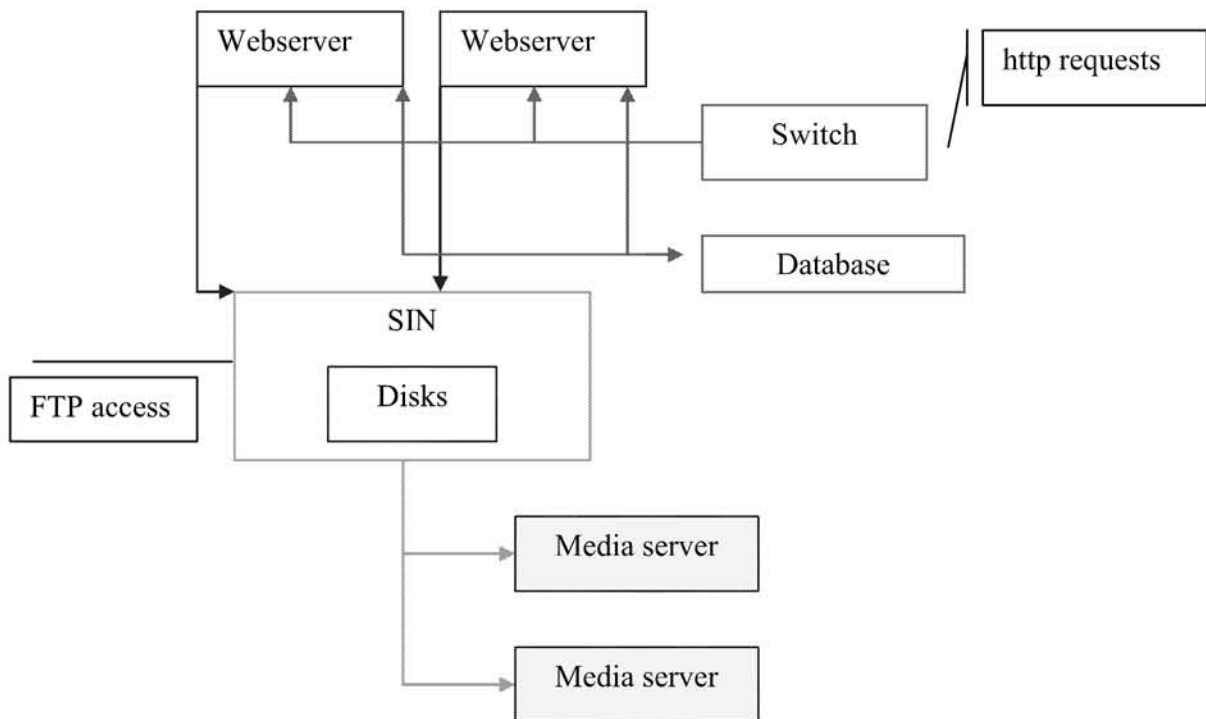 Webserver
Webserver
http requests
Switch
Database
SIN
Disks
FTP access
Media server
Media server